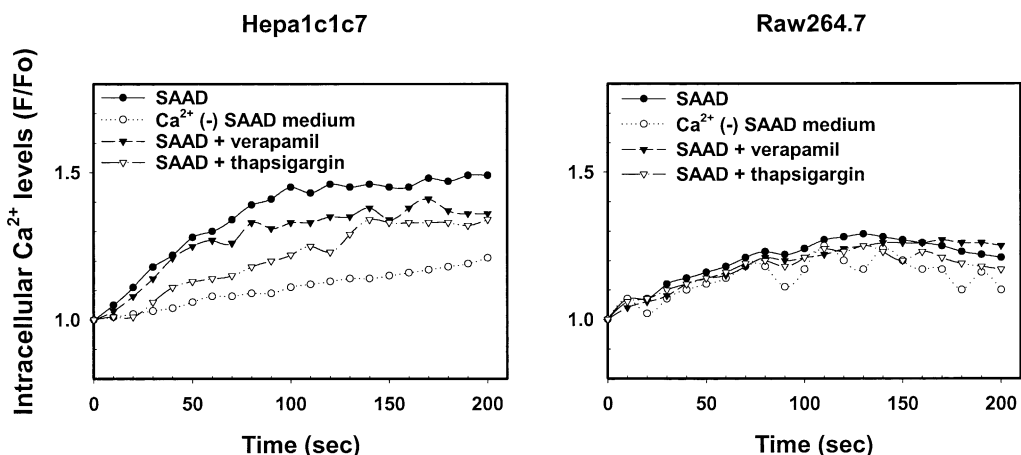 Hepa1c1c7
Raw264.7
Intracellular Ca²⁺ levels (F/Fo)
SAAD
Ca²⁺ (-) SAAD medium
SAAD + verapamil
SAAD + thapsigargin
1.5
1.0
0 50 100 150 200
Time (sec)
SAAD
Ca²⁺ (-) SAAD medium
SAAD + verapamil
SAAD + thapsigargin
1.5
1.0
0 50 100 150 200
Time (sec)